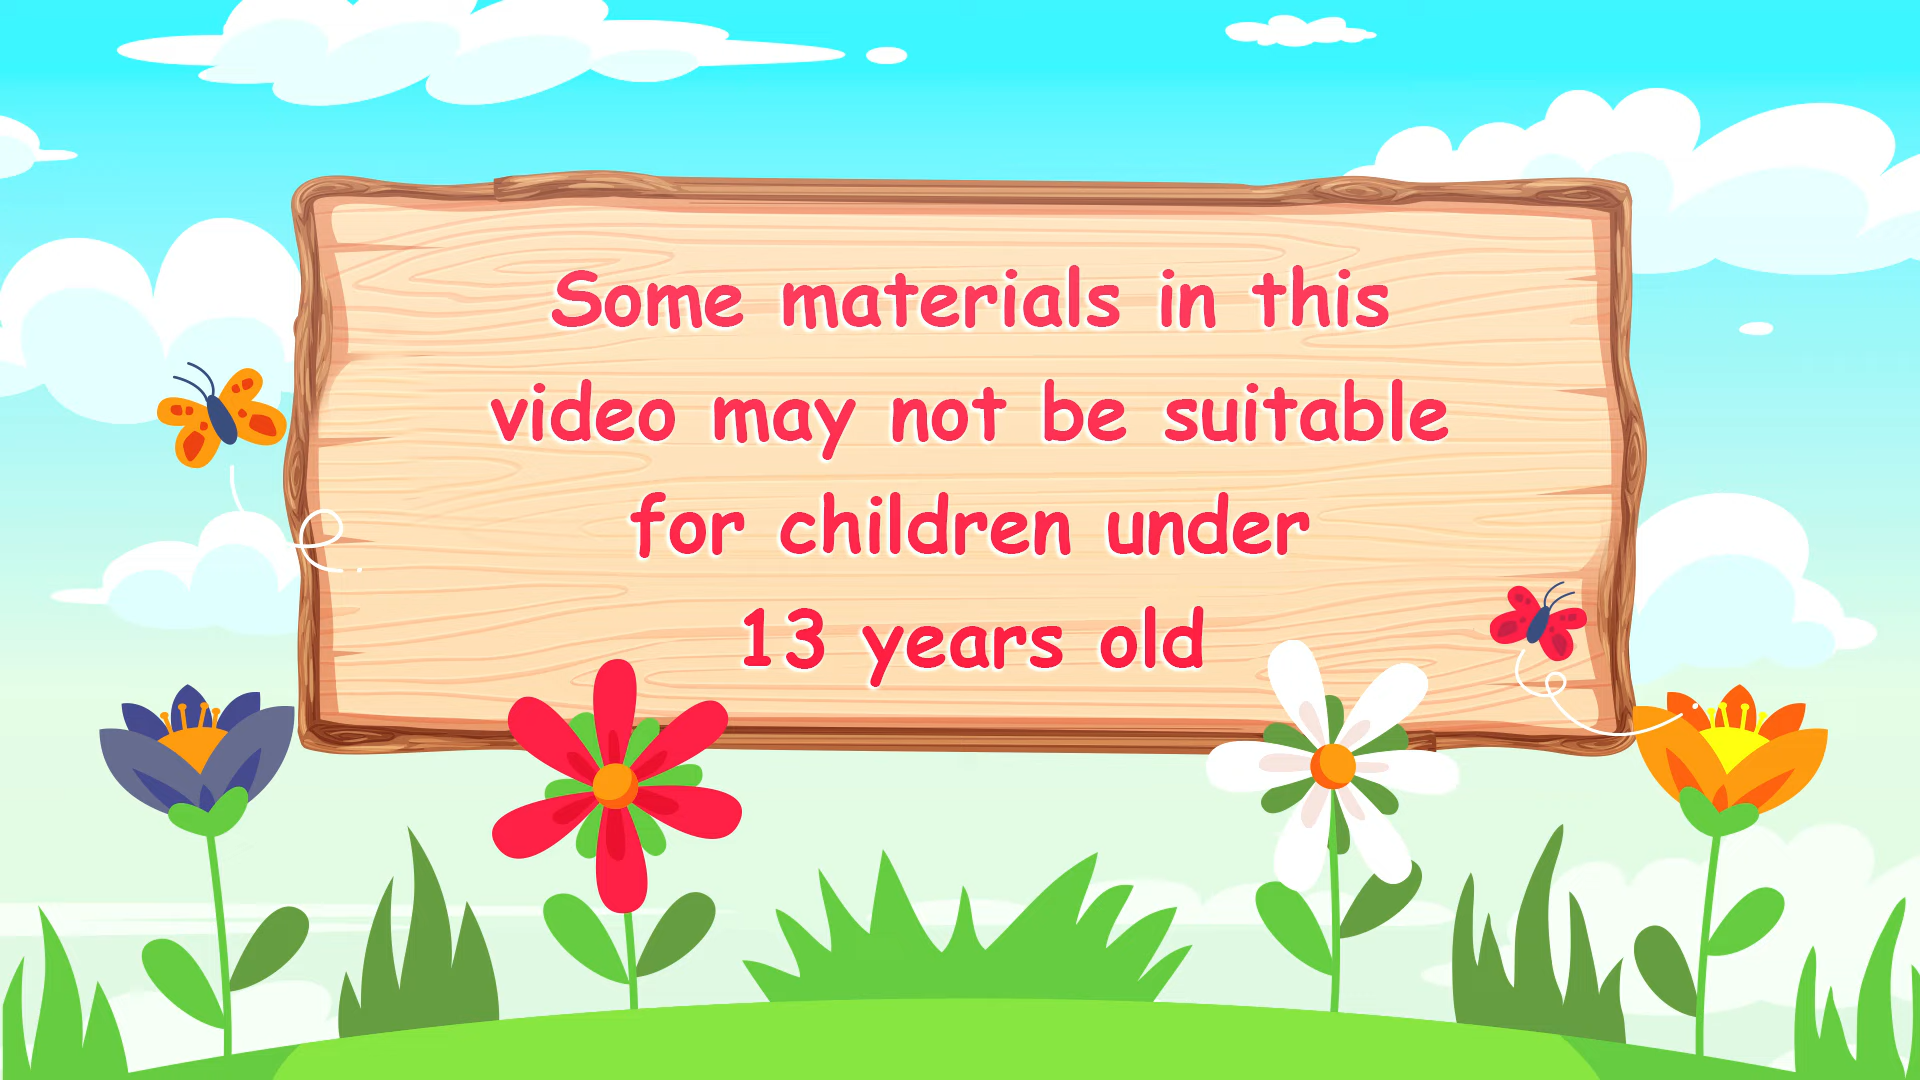 Some materials in this
video may not be suitable
for children under
13 years old